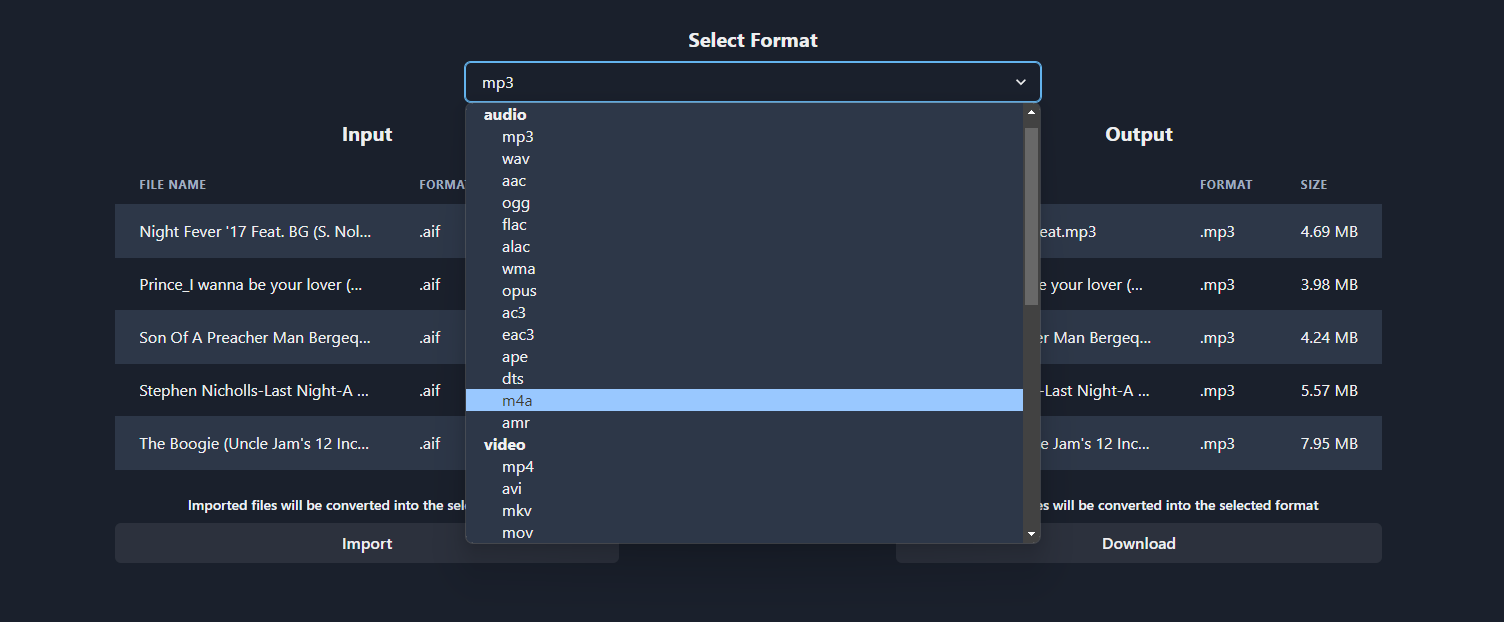 Select Format
mp3
audio
mp3
wav
aac
ogg
flac
alac
wma
opus
ac3
eac3
ape
dts
m4a
amr
video
mp4
avi
mkv
mov
Input
FILE NAME FORMA
Night Fever '17 Feat. BG (S. Nol... .aif
Prince_I wanna be your lover (... .aif
Son Of A Preacher Man Bergeq... .aif
Stephen Nicholls-Last Night-A ... .aif
The Boogie (Uncle Jam's 12 Inc... .aif
Imported files will be converted into the sel
Import
Output
FORMAT SIZE
eat.mp3 .mp3 4.69 MB
e your lover (... .mp3 3.98 MB
er Man Bergeq... .mp3 4.24 MB
-Last Night-A ... .mp3 5.57 MB
e Jam's 12 Inc... .mp3 7.95 MB
es will be converted into the selected format
Download